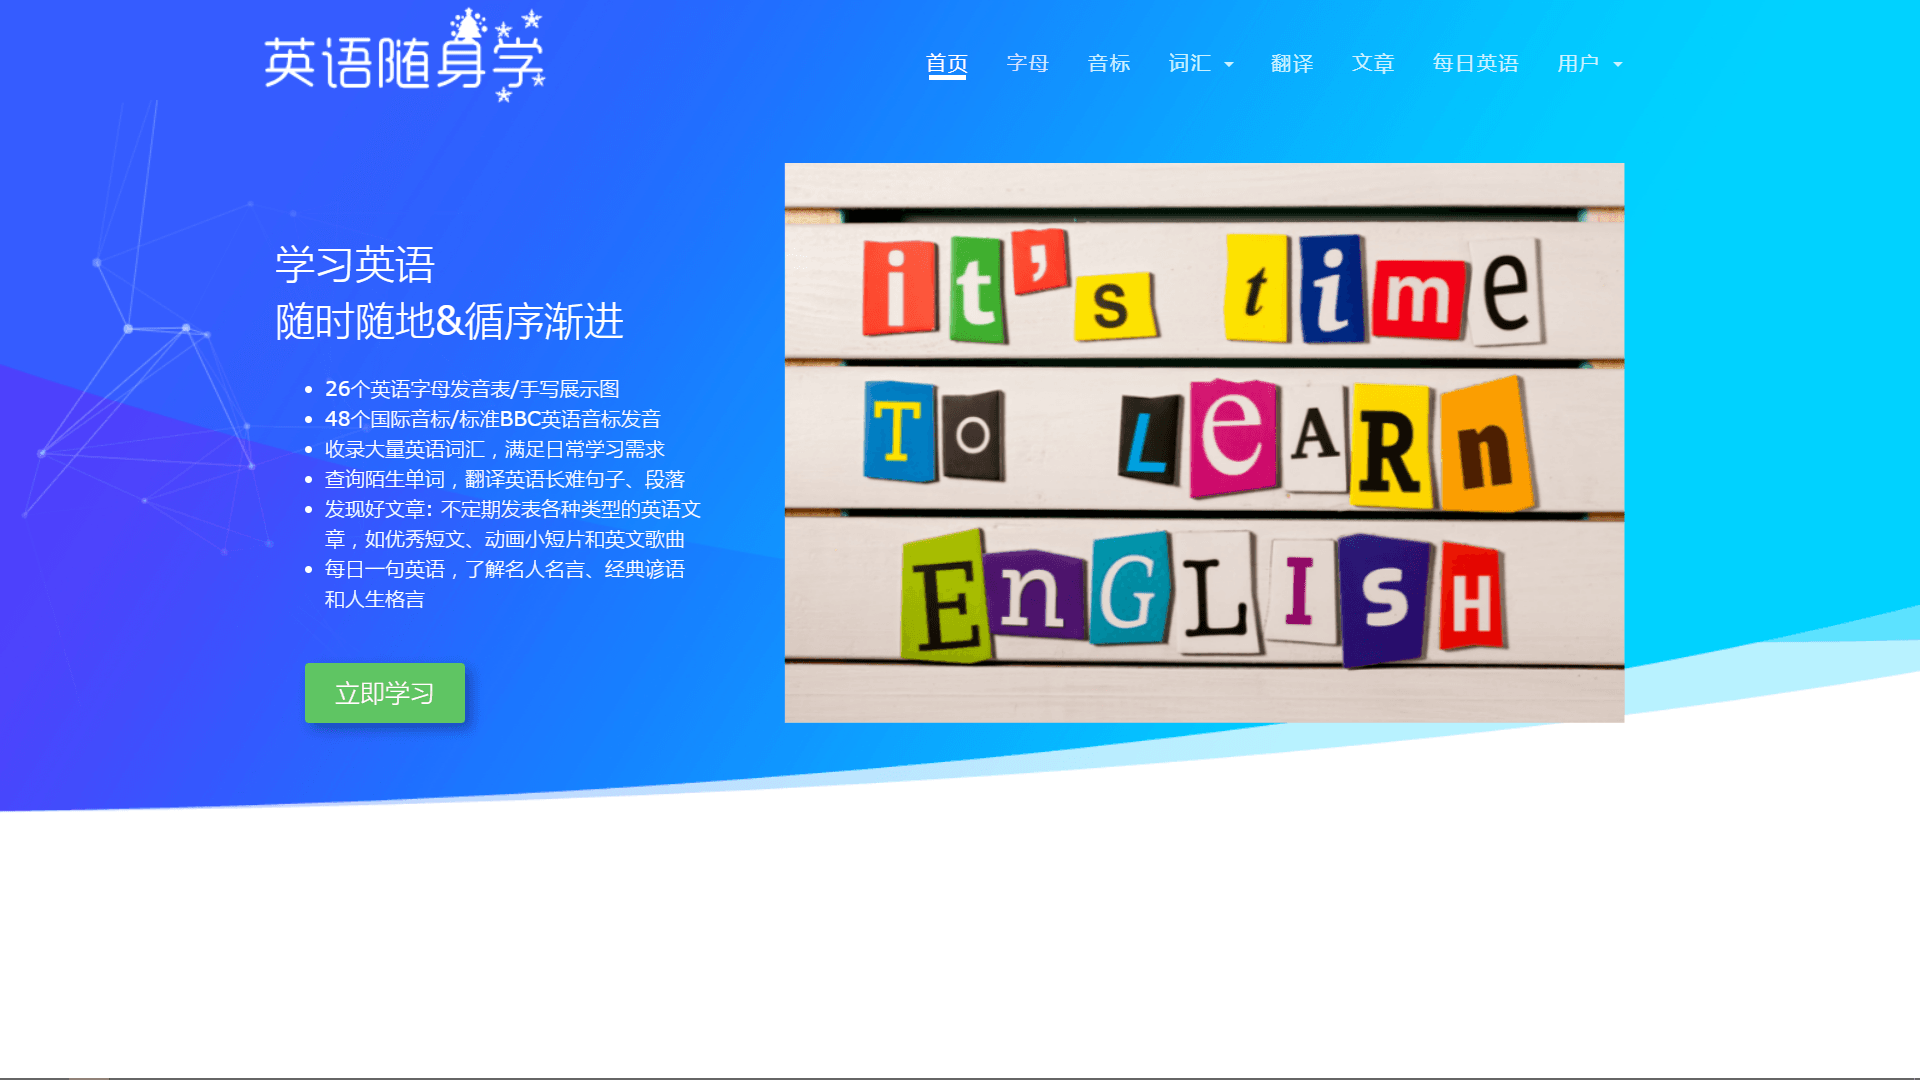 英语随身学
首页 字母 音标 词汇 翻译 文章 每日英语 用户
学习英语
随时随地&循序渐进
26个英语字母发音表/手写展示图
48个国际音标/标准BBC英语音标发音
收录大量英语词汇，满足日常学习需求
查询陌生单词，翻译英语长难句子、段落
发现好文章: 不定期发表各种类型的英语文
章，如优秀短文、动画小短片和英文歌曲
每日一句英语，了解名人名言、经典谚语
和人生格言
立即学习
it's time
To LeARn
EnGLISH